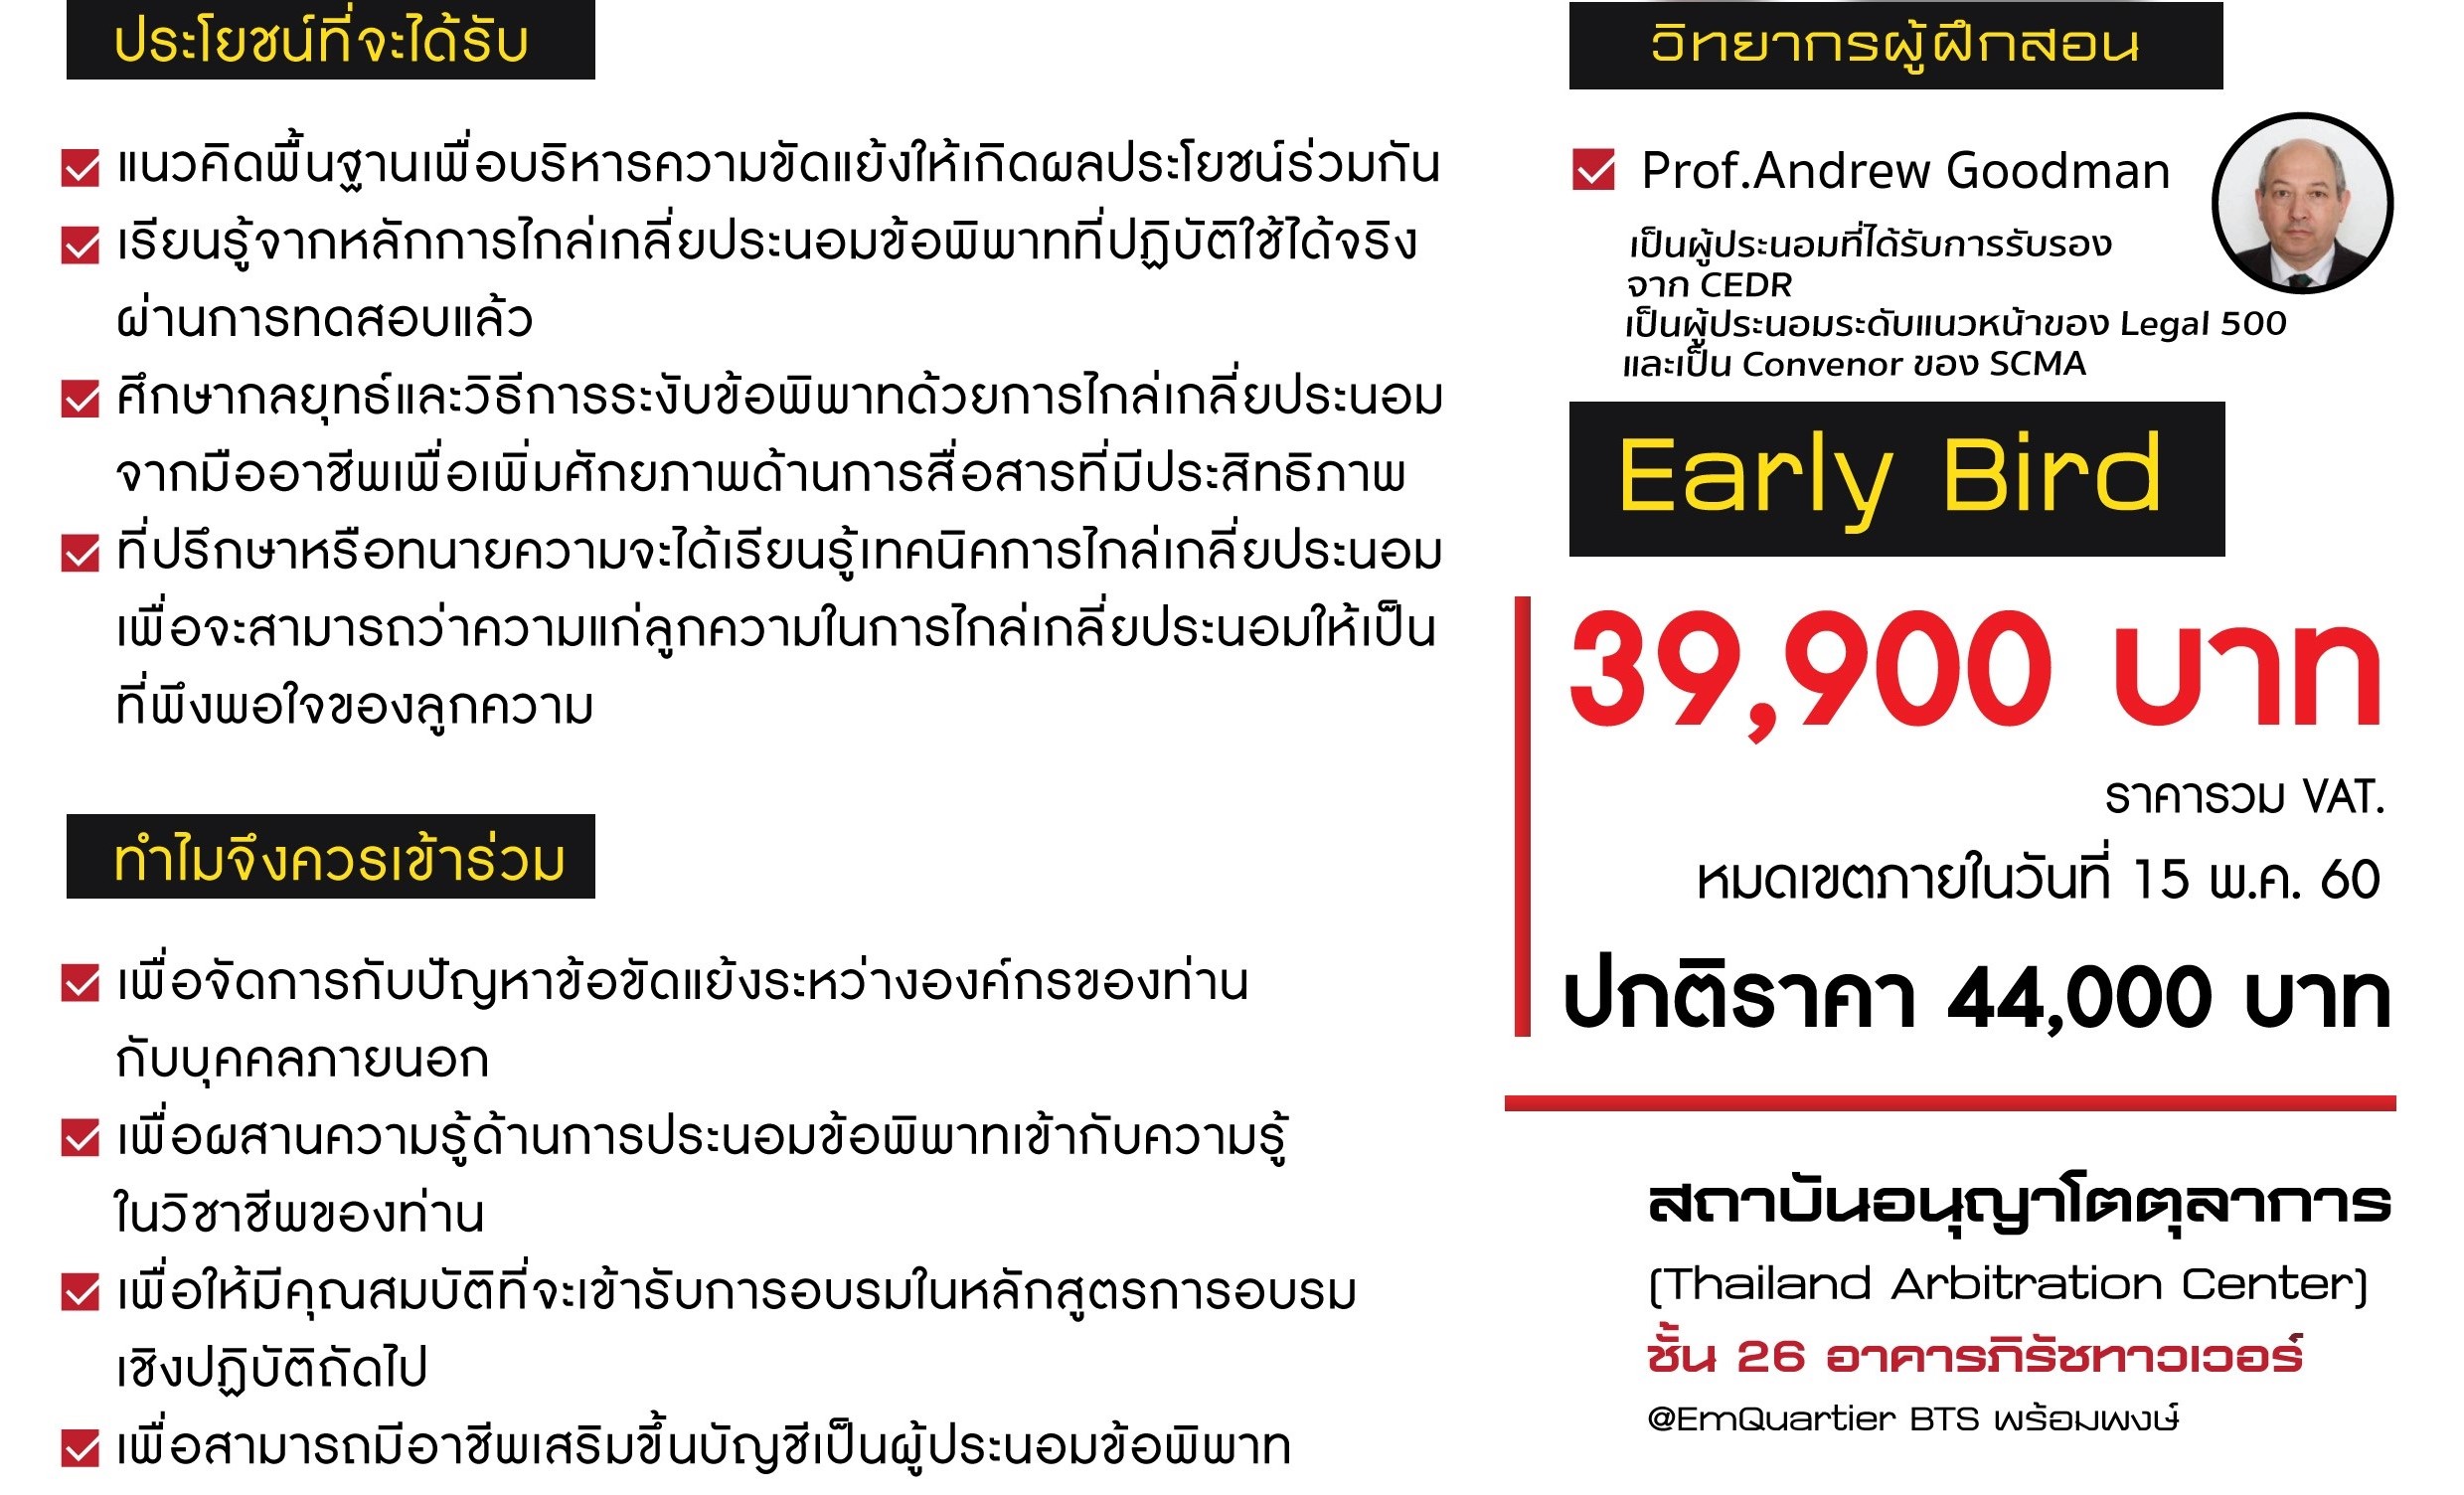 ประโยชน์ที่จะได้รับ
แนวคิดพื้นฐานเพื่อบริหารความขัดแย้งให้เกิดผลประโยชน์ร่วมกัน
เรียนรู้จากหลักการไกล่เกลี่ยประนอมข้อพิพาทที่ปฏิบัติใช้ได้จริง
ผ่านการทดสอบแล้ว
ศึกษากลยุทธ์และวิธีการระงับข้อพิพาทด้วยการไกล่เกลี่ยประนอม
จากมืออาชีพเพื่อเพิ่มศักยภาพด้านการสื่อสารที่มีประสิทธิภาพ
ที่ปรึกษาหรือทนายความจะได้เรียนรู้เทคนิคการไกล่เกลี่ยประนอม
เพื่อจะสามารถว่าความแก่ลูกความในการไกล่เกลี่ยประนอมให้เป็น
ที่พึงพอใจของลูกความ
ทำไมจึงควรเข้าร่วม
เพื่อจัดการกับปัญหาข้อขัดแย้งระหว่างองค์กรของท่าน
กับบุคคลภายนอก
เพื่อผสานความรู้ด้านการประนอมข้อพิพาทเข้ากับความรู้
ในวิชาชีพของท่าน
เพื่อให้มีคุณสมบัติที่จะเข้ารับการอบรมในหลักสูตรการอบรม
เชิงปฏิบัติถัดไป
เพื่อสามารถมีอาชีพเสริมขึ้นบัญชีเป็นผู้ประนอมข้อพิพาท
วิทยากรผู้ฝึกสอน
Prof.Andrew Goodman
เป็นผู้ประนอมที่ได้รับการรับรอง
จาก CEDR
เป็นผู้ประนอมระดับแนวหน้าของ Legal 500
และเป็น Convenor ของ SCMA
Early Bird
39,900 บาท
ราคารวม VAT.
หมดเขตภายในวันที่ 15 พ.ค. 60
ปกติราคา 44,000 บาท
สถาบันอนุญาโตตุลาการ
(Thailand Arbitration Center)
ชั้น 26 อาคารภิรัชทาวเวอร์
@EmQuartier BTS พร้อมพงษ์